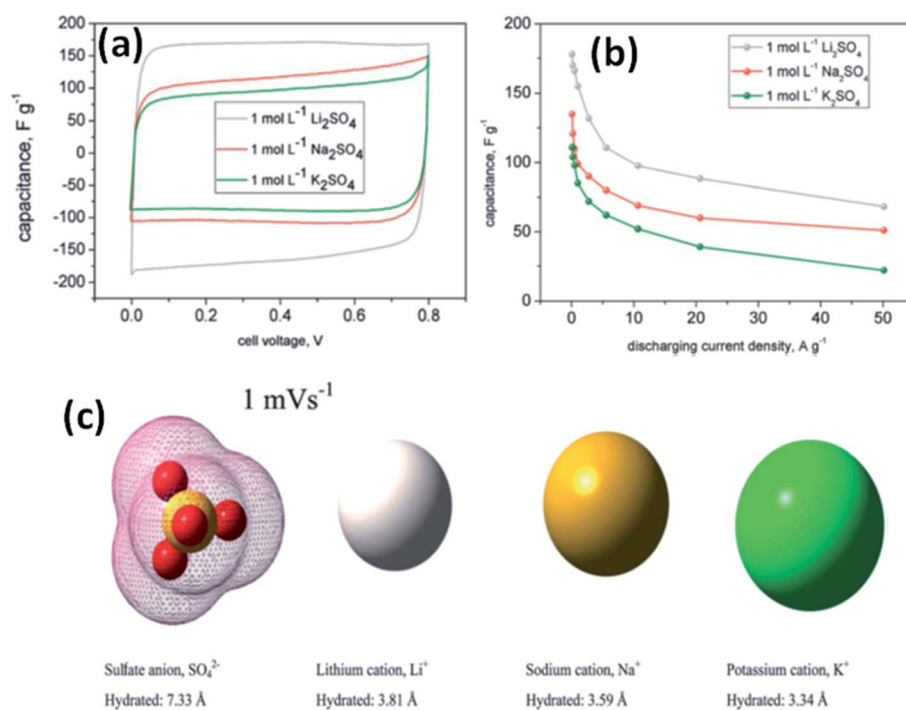 (a)
200
150
100
50
0
-50
-100
-150
-200
capacitance, F g⁻¹
1 mol L⁻¹ Li₂SO₄
1 mol L⁻¹ Na₂SO₄
1 mol L⁻¹ K₂SO₄
0.0 0.2 0.4 0.6 0.8
cell voltage, V
(b)
200
150
100
50
0
capacitance, F g⁻¹
1 mol L⁻¹ Li₂SO₄
1 mol L⁻¹ Na₂SO₄
1 mol L⁻¹ K₂SO₄
0 10 20 30 40 50
discharging current density, A g⁻¹
(c)
1 mVs⁻¹
Sulfate anion, SO₄²⁻
Hydrated: 7.33 Å
Lithium cation, Li⁺
Hydrated: 3.81 Å
Sodium cation, Na⁺
Hydrated: 3.59 Å
Potassium cation, K⁺
Hydrated: 3.34 Å